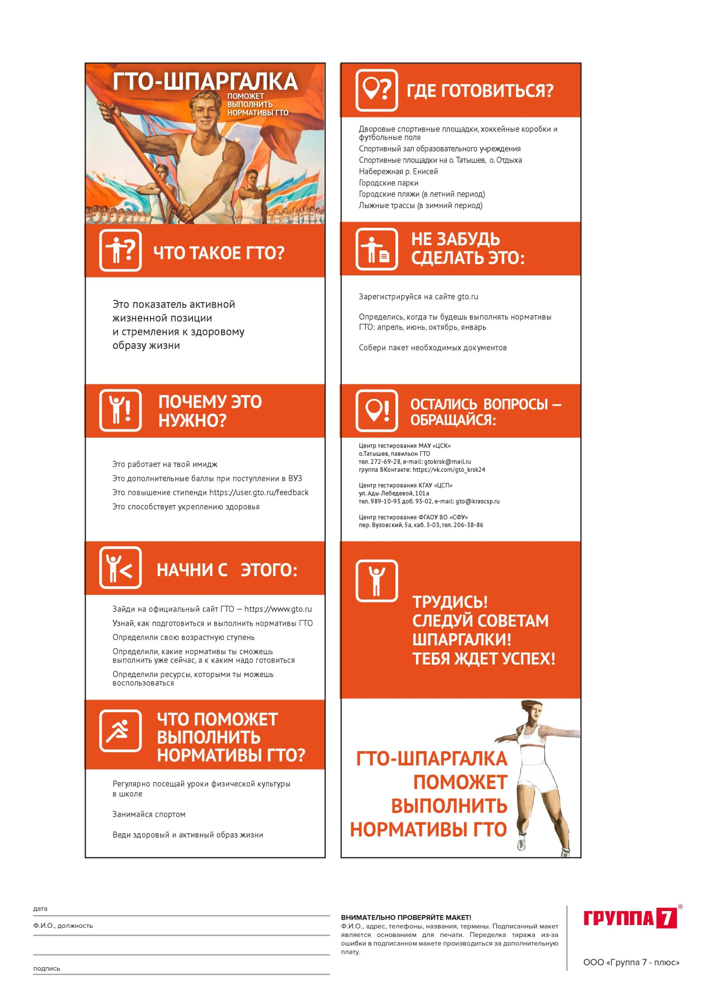 ГТО-ШПАРГАЛКА
ПОМОЖЕТ
ВЫПОЛНИТЬ
НОРМАТИВЫ ГТО
ЧТО ТАКОЕ ГТО?
Это показатель активной
жизненной позиции
и стремления к здоровому
образу жизни
ПОЧЕМУ ЭТО
НУЖНО?
Это работает на твой имидж
Это дополнительные баллы при поступлении в ВУЗ
Это повышение стипенди https://user.gto.ru/feedback
Это способствует укреплению здоровья
НАЧНИ С ЭТОГО:
Зайди на официальный сайт ГТО — https://www.gto.ru
Узнай, как подготовиться и выполнить нормативы ГТО
Определили свою возрастную ступень
Определили, какие нормативы ты сможешь
выполнить уже сейчас, а к каким надо готовиться
Определили ресурсы, которыми ты можешь
воспользоваться
ЧТО ПОМОЖЕТ
ВЫПОЛНИТЬ
НОРМАТИВЫ ГТО?
Регулярно посещай уроки физической культуры
в школе
Занимайся спортом
Веди здоровый и активный образ жизни
ГДЕ ГОТОВИТЬСЯ?
Дворовые спортивные площадки, хоккейные коробки и
футбольные поля
Спортивный зал образовательного учреждения
Спортивные площадки на о. Татышев, о. Отдыха
Набережная р. Енисей
Городские парки
Городские пляжи (в летний период)
Лыжные трассы (в зимний период)
НЕ ЗАБУДЬ
СДЕЛАТЬ ЭТО:
Зарегистрируйся на сайте gto.ru
Определись, когда ты будешь выполнять нормативы
ГТО: апрель, июнь, октябрь, январь
Собери пакет необходимых документов
ОСТАЛИСЬ ВОПРОСЫ —
ОБРАЩАЙСЯ:
Центр тестирования МАУ «ЦСК»
о.Татышев, павильон ГТО
тел. 272-69-28, e-mail: gtokrsk@mail.ru
группа ВКонтакте: https://vk.com/gto_krsk24
Центр тестирования КГАУ «ЦСП»
ул. Ады Лебедевой, 101а
тел. 989-10-93 доб. 93-02, e-mail: gto@krascsp.ru
Центр тестирования ФГАОУ ВО «СФУ»
пер. Вузовский, 5а, каб. 3-03, тел. 206-38-86
ТРУДИСЬ!
СЛЕДУЙ СОВЕТАМ
ШПАРГАЛКИ!
ТЕБЯ ЖДЕТ УСПЕХ!
ГТО-ШПАРГАЛКА
ПОМОЖЕТ
ВЫПОЛНИТЬ
НОРМАТИВЫ ГТО
дата
Ф.И.О., должность
подпись
ВНИМАТЕЛЬНО ПРОВЕРЯЙТЕ МАКЕТ!
Ф.И.О., адрес, телефоны, названия, термины. Подписанный макет
является основанием для печати. Переделка тиража из-за
ошибки в подписанном макете производиться за дополнительную
плату.
ГРУППА 7®
ООО «Группа 7 - плюс»